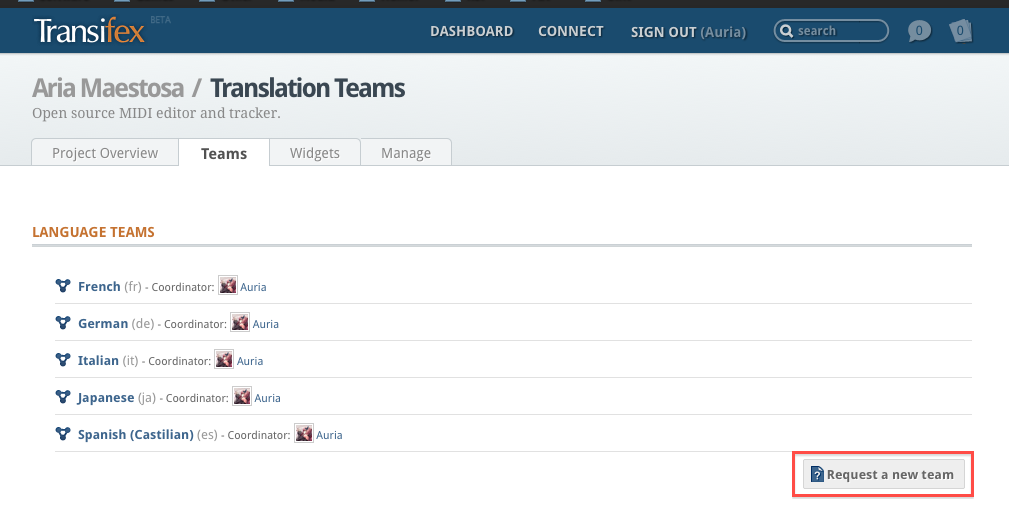 Transifex BETA DASHBOARD CONNECT SIGN OUT (Auria) search 0 0
Aria Maestosa / Translation Teams
Open source MIDI editor and tracker.
Project Overview Teams Widgets Manage
LANGUAGE TEAMS
French (fr) - Coordinator: Auria
German (de) - Coordinator: Auria
Italian (it) - Coordinator: Auria
Japanese (ja) - Coordinator: Auria
Spanish (Castilian) (es) - Coordinator: Auria
? Request a new team